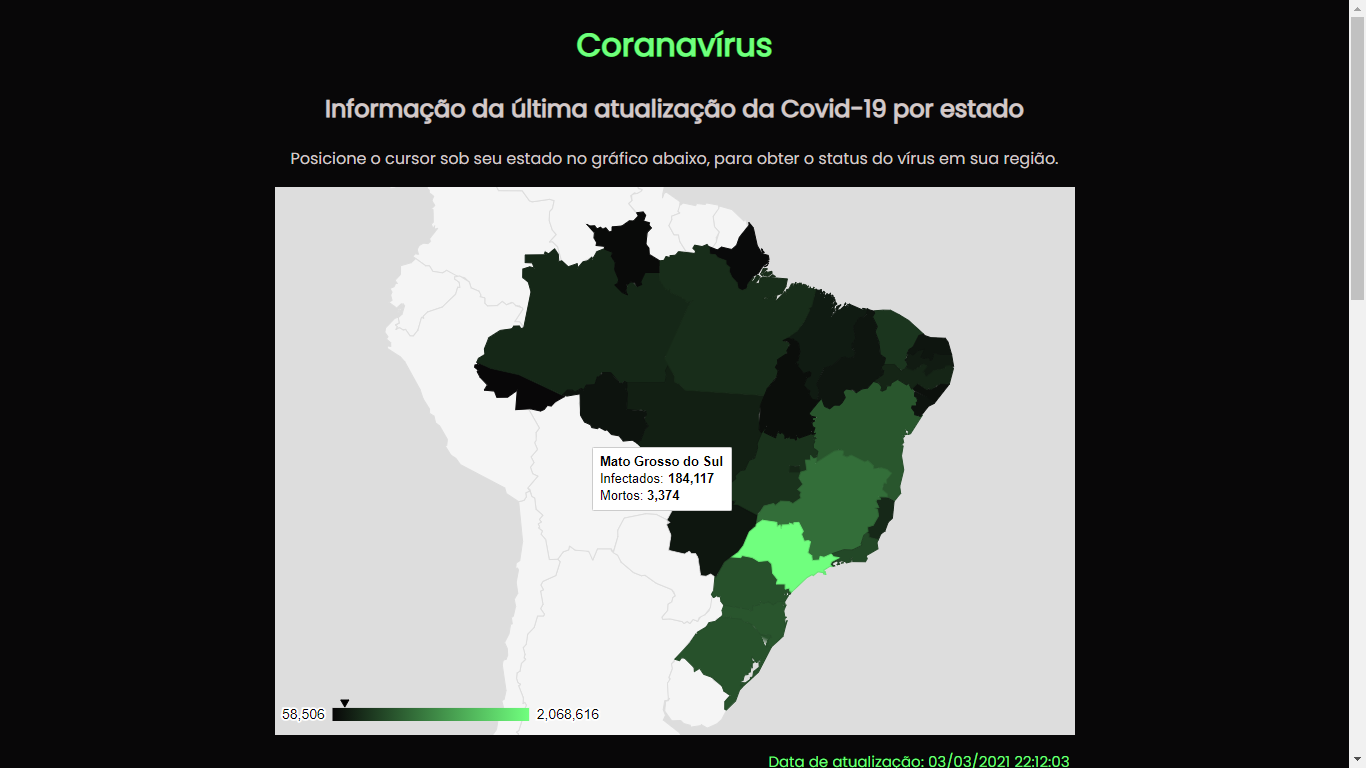 Coranavírus
Informação da última atualização da Covid-19 por estado
Posicione o cursor sob seu estado no gráfico abaixo, para obter o status do vírus em sua região.
Mato Grosso do Sul
Infectados: 184,117
Mortos: 3,374
58,506
2,068,616
Data de atualização: 03/03/2021 22:12:03